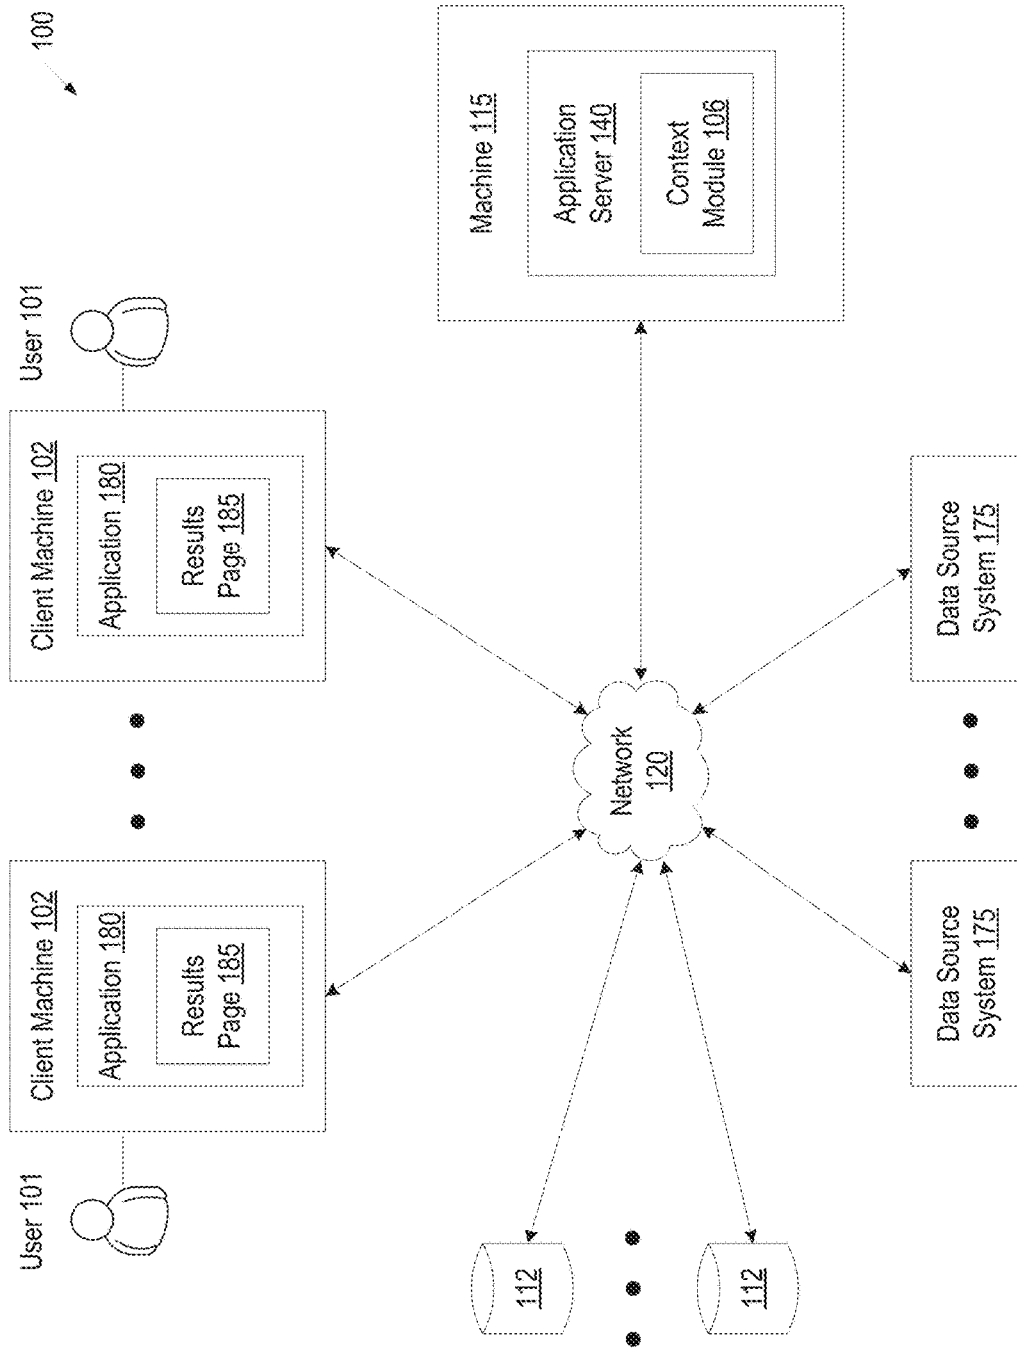 100
User 101
Client Machine 102
Application 180
Results
Page 185
Client Machine 102
Application 180
Results
Page 185
User 101
112
112
Network
120
Machine 115
Application
Server 140
Context
Module 106
Data Source
System 175
Data Source
System 175